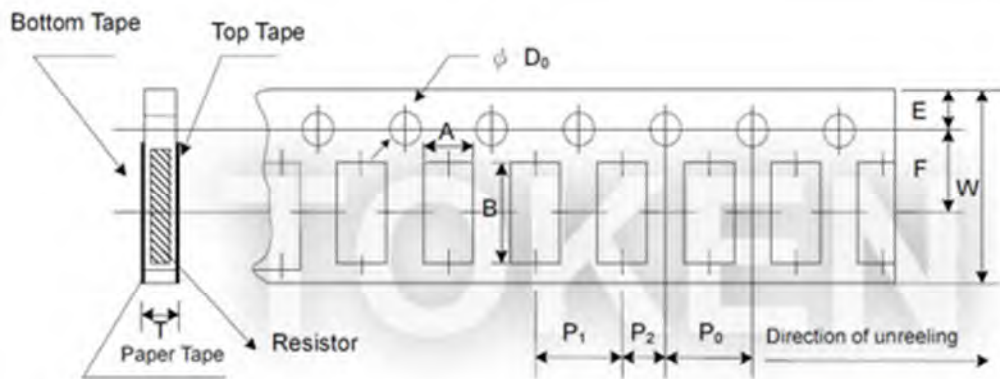 Bottom Tape
Top Tape
ϕ D₀
E
A
F
W
B
TOKEN
T
P₁
P₂
P₀
Direction of unreeling
Resistor
Paper Tape